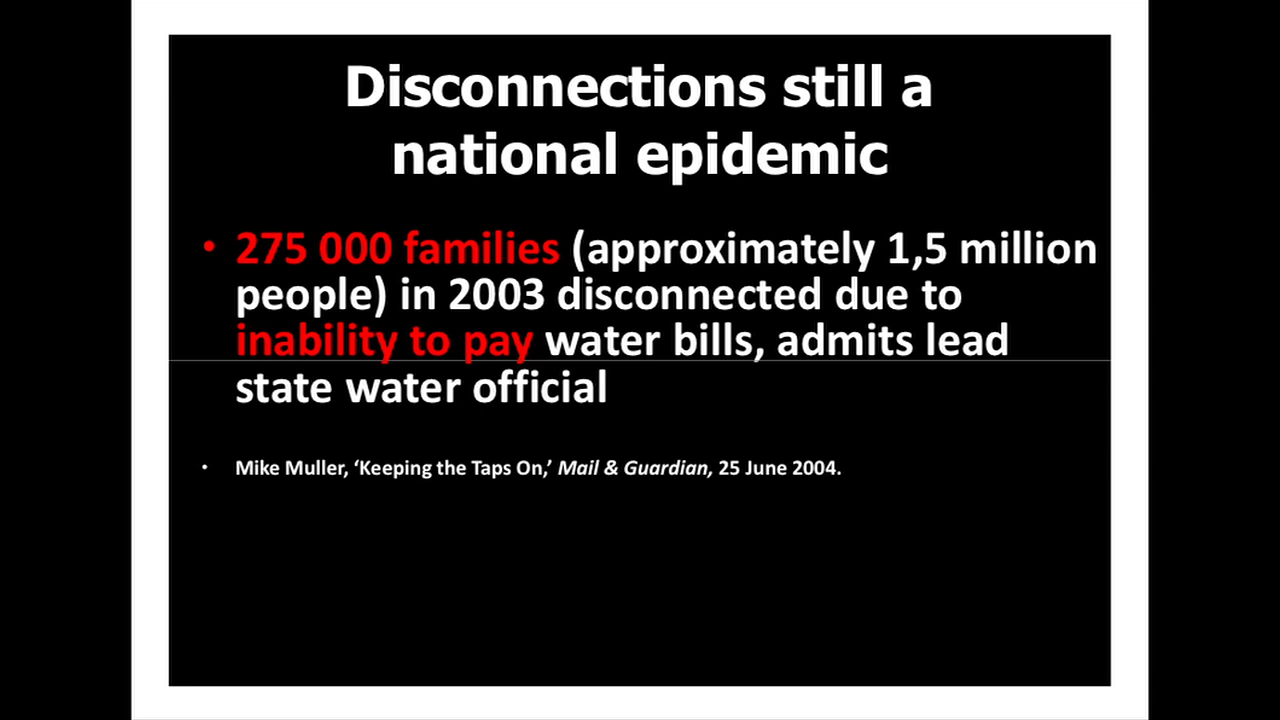 Disconnections still a
national epidemic
• 275 000 families (approximately 1,5 million
people) in 2003 disconnected due to
inability to pay water bills, admits lead
state water official
• Mike Muller, ‘Keeping the Taps On,’ Mail & Guardian, 25 June 2004.